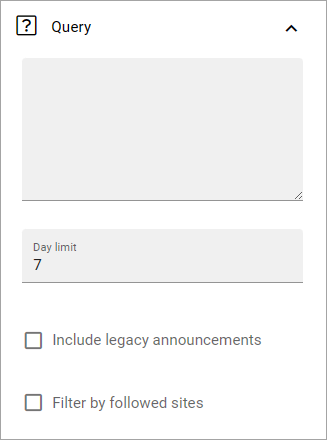 Query
Day limit
7
Include legacy announcements
Filter by followed sites